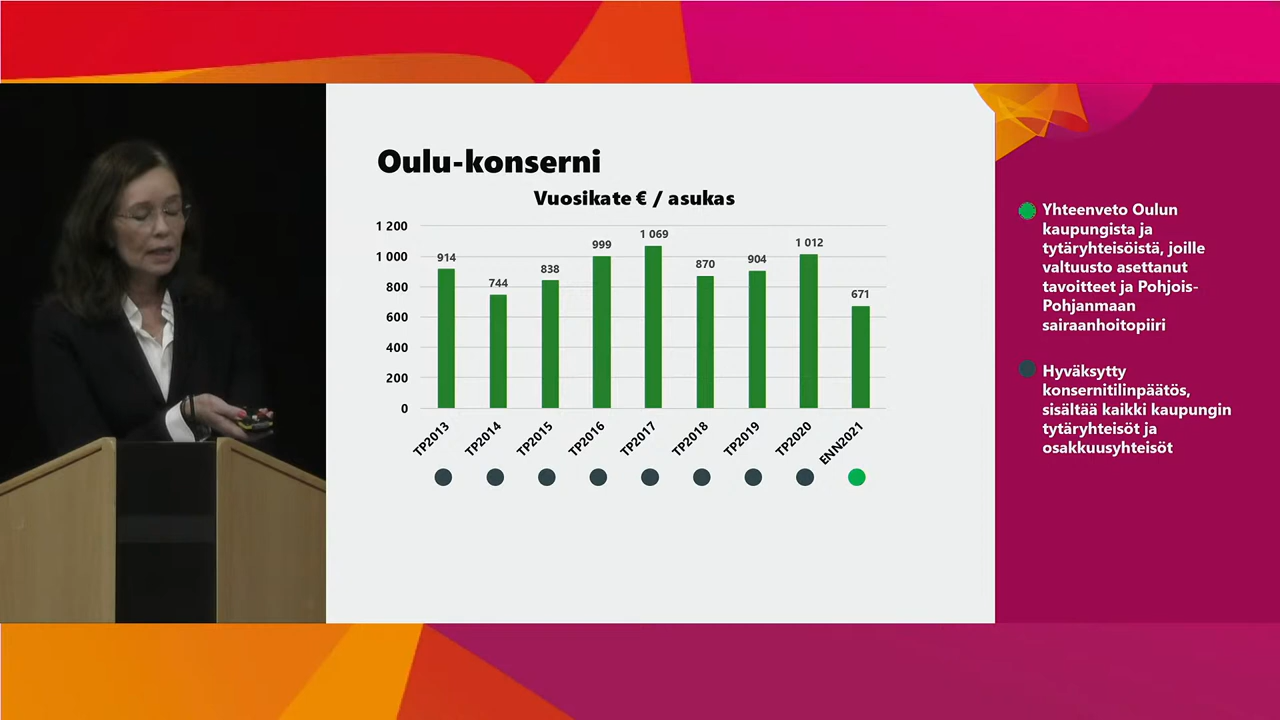 Oulu-konserni
Vuosikate € / asukas
1 200
1 000
800
600
400
200
0
914
744
838
999
1 069
870
904
1 012
671
TP2013
TP2014
TP2015
TP2016
TP2017
TP2018
TP2019
TP2020
ENN2021
Yhteenveto Oulun
kaupungista ja
tytäryhteisöistä, joille
valtuusto asettanut
tavoitteet ja Pohjois-
Pohjanmaan
sairaanhoitopiiri
Hyväksytty
konsernitilinpäätös,
sisältää kaikki kaupungin
tytäryhteisöt ja
osakkuusyhteisöt